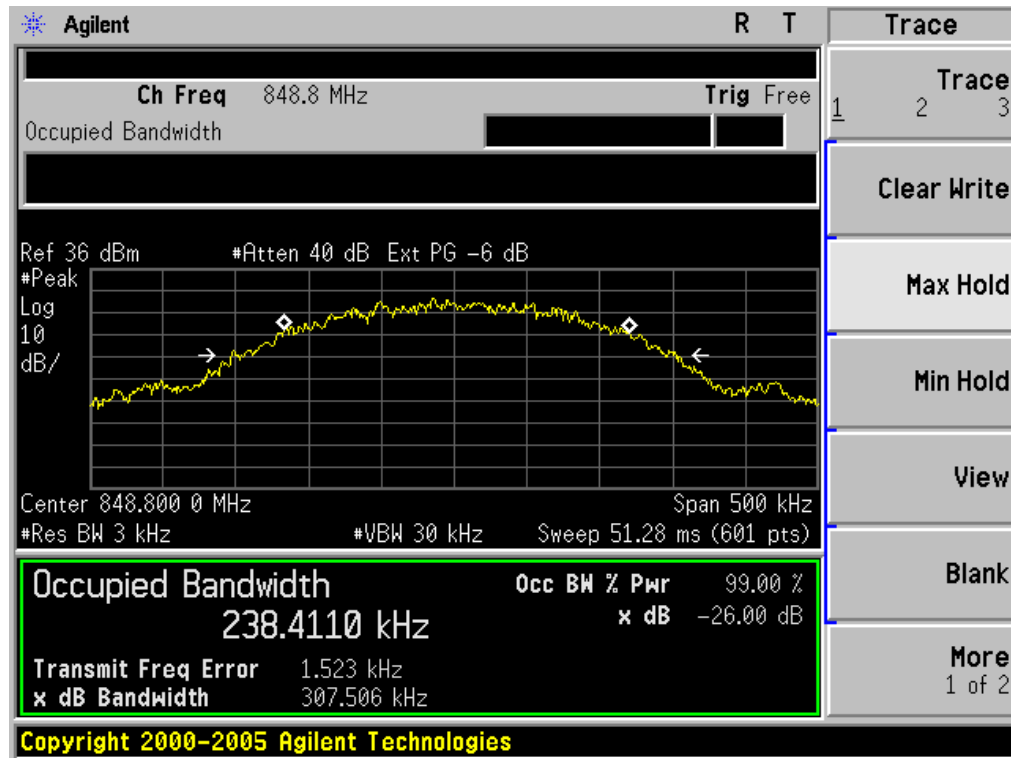 Agilent R T Trace
Ch Freq 848.8 MHz Trig Free
Occupied Bandwidth
Trace
1 2 3
Clear Write
Max Hold
Min Hold
View
Blank
More
1 of 2
Ref 36 dBm #Atten 40 dB Ext PG -6 dB
#Peak
Log
10
dB/
Center 848.800 0 MHz Span 500 kHz
#Res BW 3 kHz #VBW 30 kHz Sweep 51.28 ms (601 pts)
Occupied Bandwidth Occ BW % Pwr 99.00 %
238.4110 kHz x dB -26.00 dB
Transmit Freq Error 1.523 kHz
x dB Bandwidth 307.506 kHz
Copyright 2000-2005 Agilent Technologies